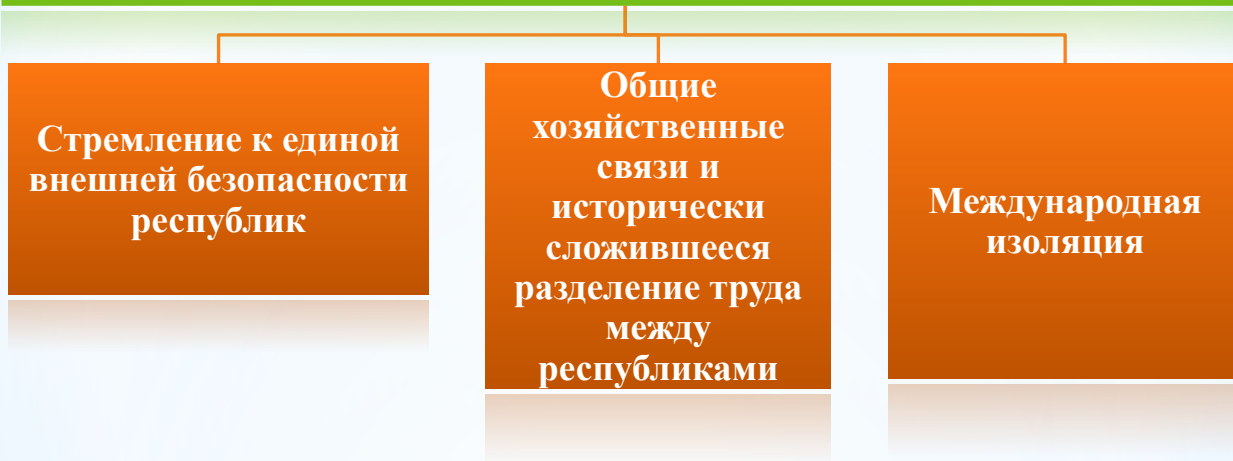 Стремление к единой
внешней безопасности
республик
Общие
хозяйственные
связи и
исторически
сложившееся
разделение труда
между
республиками
Международная
изоляция